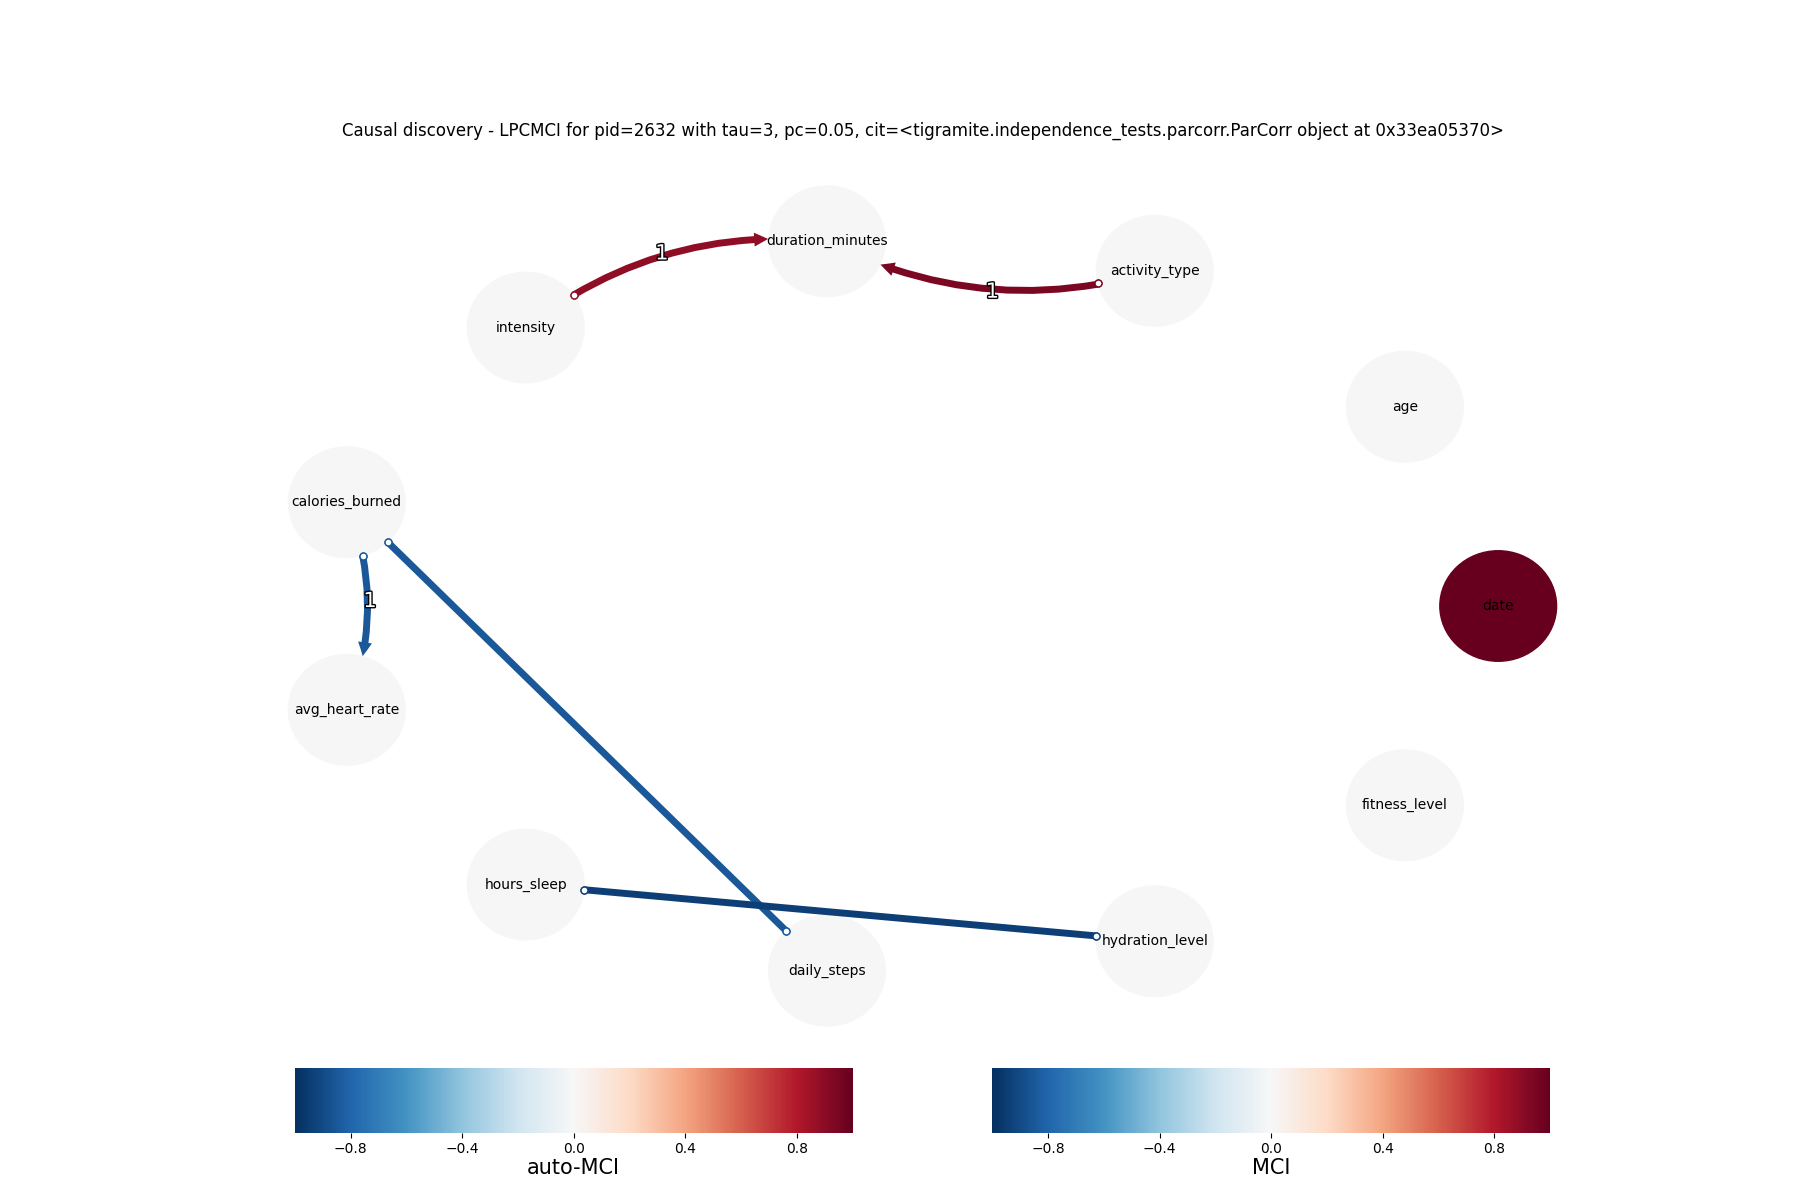 Causal discovery - LPCMCI for pid=2632 with tau=3, pc=0.05, cit=<tigramite.independence_tests.parcorr.ParCorr object at 0x33ea05370>
duration_minutes
1
activity_type
1
intensity
age
calories_burned
1
date
avg_heart_rate
fitness_level
hours_sleep
hydration_level
daily_steps
−0.8 −0.4 0.0 0.4 0.8
auto-MCI
−0.8 −0.4 0.0 0.4 0.8
MCI